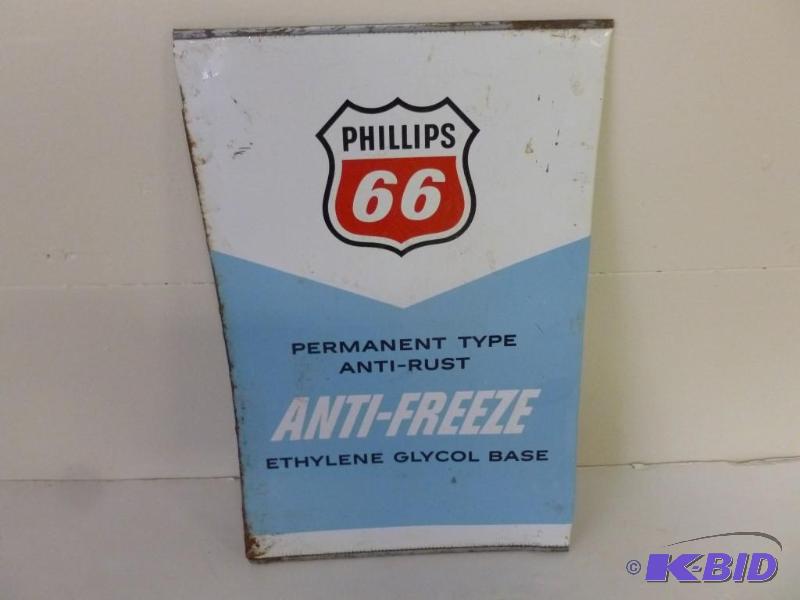 PHILLIPS
66
PERMANENT TYPE
ANTI-RUST
ANTI-FREEZE
ETHYLENE GLYCOL BASE
© K-BID